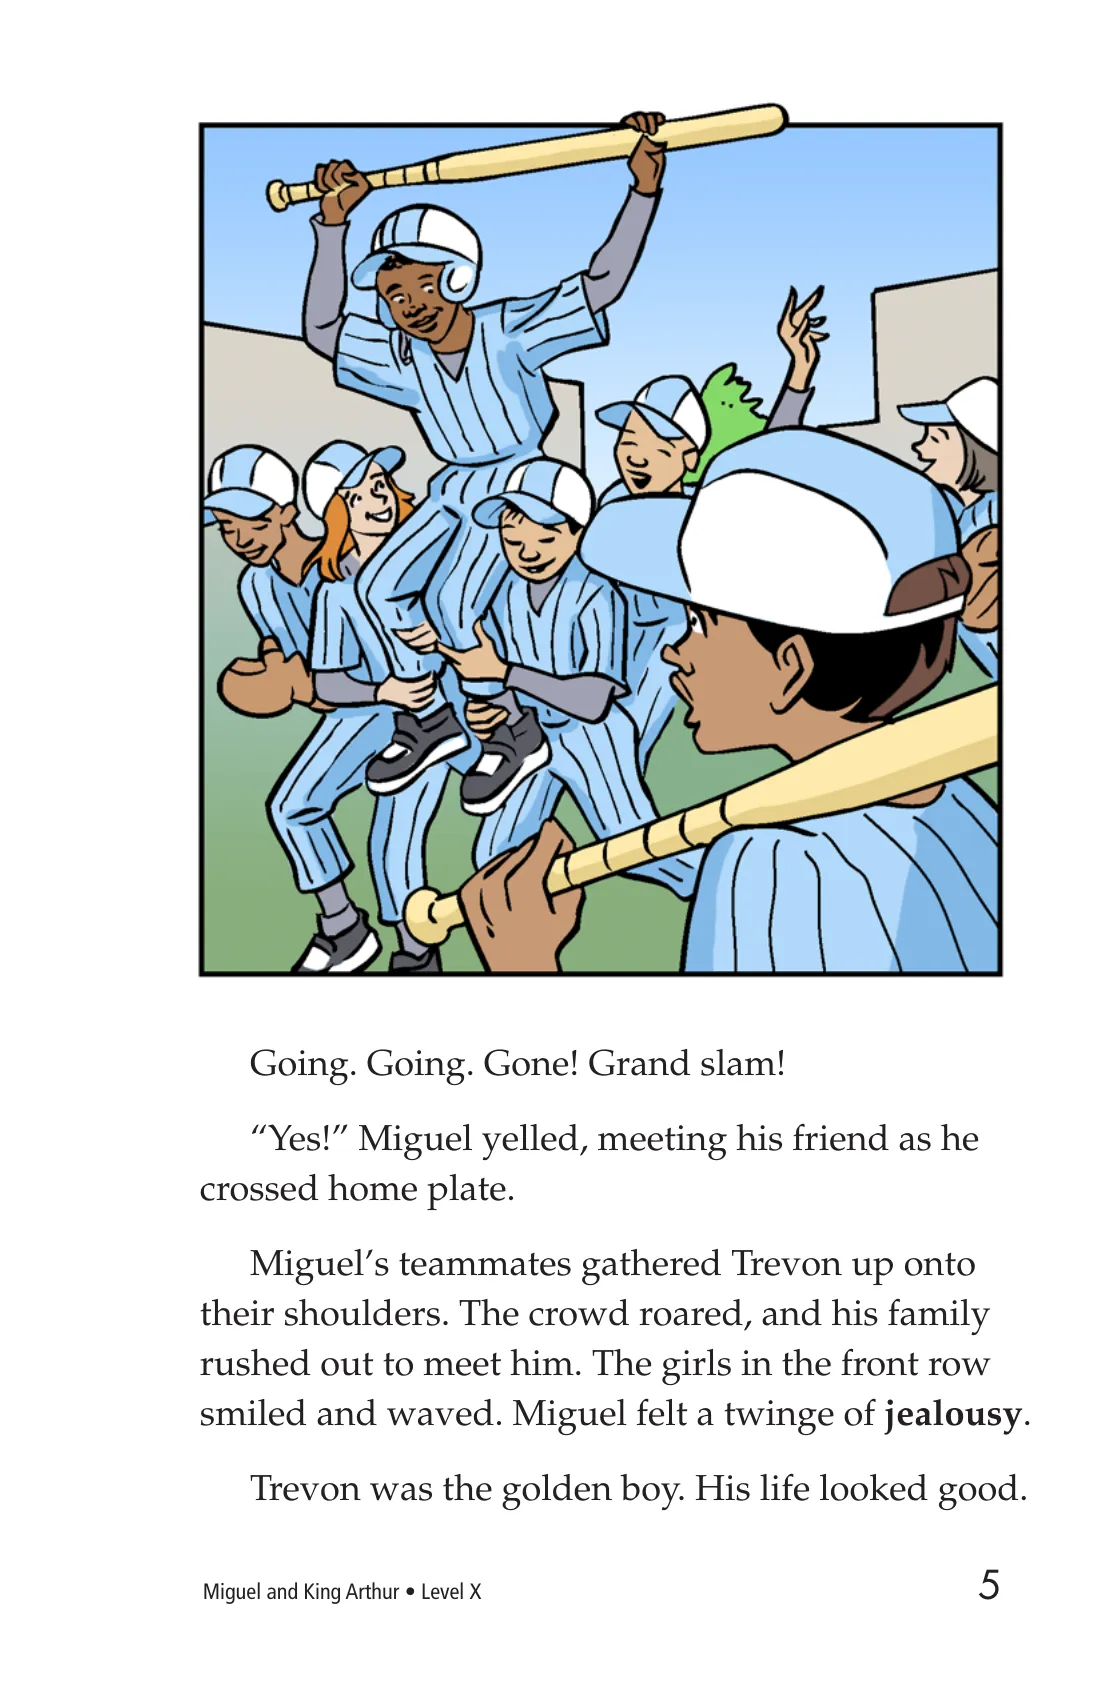 Going. Going. Gone! Grand slam!
“Yes!” Miguel yelled, meeting his friend as he
crossed home plate.
Miguel’s teammates gathered Trevon up onto
their shoulders. The crowd roared, and his family
rushed out to meet him. The girls in the front row
smiled and waved. Miguel felt a twinge of jealousy.
Trevon was the golden boy. His life looked good.
Miguel and King Arthur • Level X
5